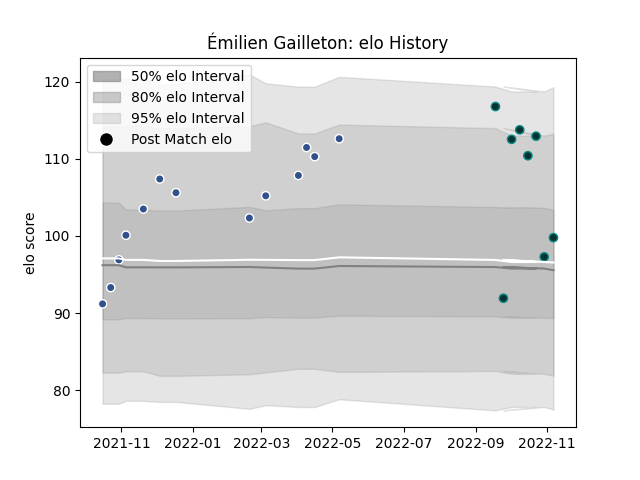 Émilien Gailleton: elo History
50% elo Interval
80% elo Interval
95% elo Interval
Post Match elo
elo score
120
110
100
90
80
2021-11 2022-01 2022-03 2022-05 2022-07 2022-09 2022-11